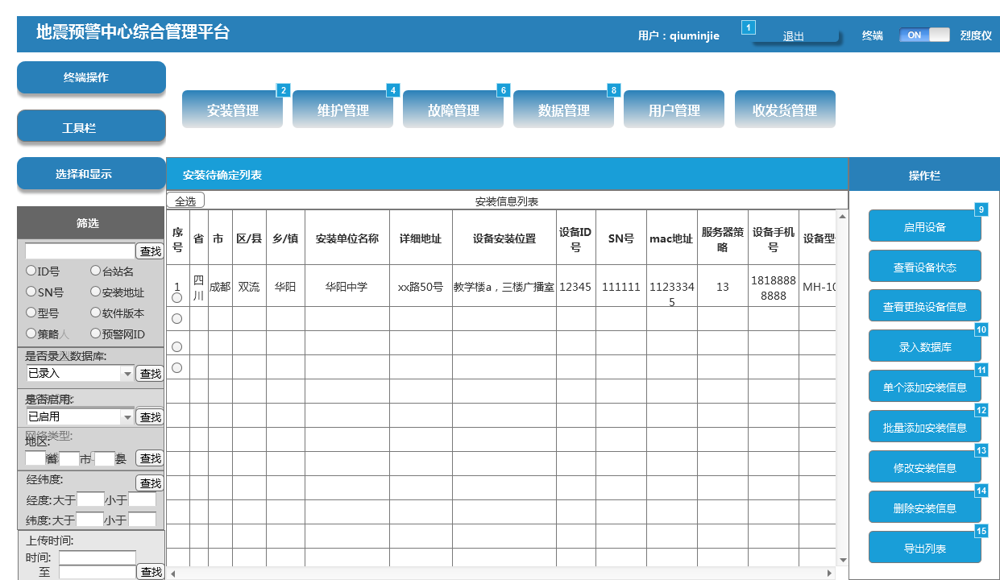 地震预警中心综合管理平台
用户：qiuminjie
1
退出
终端
ON
烈度仪
终端操作
工具栏
选择和显示
安装管理
2
维护管理
4
故障管理
6
数据管理
8
用户管理
收发货管理
安装待确定列表
操作栏
全选
安装信息列表
筛选
查找
ID号
台站名
SN号
安装地址
型号
软件版本
策略人
预警网ID
是否录入数据库:
已录入
查找
是否启用:
已启用
查找
网络类型:
地区:
省
市
县
查找
经纬度:
查找
经度:大于
小于
纬度:大于
小于
上传时间:
时间:
至
查找
序号
省
市
区/县
乡/镇
安装单位名称
详细地址
设备安装位置
设备ID号
SN号
mac地址
服务器策略
设备手机号
设备型
1
四川
成都
双流
华阳
华阳中学
xx路50号
教学楼a，三楼广播室
12345
111111
11233345
13
18188888888
MH-10
9
启用设备
查看设备状态
查看更换设备信息
10
录入数据库
11
单个添加安装信息
12
批量添加安装信息
13
修改安装信息
14
删除安装信息
15
导出列表